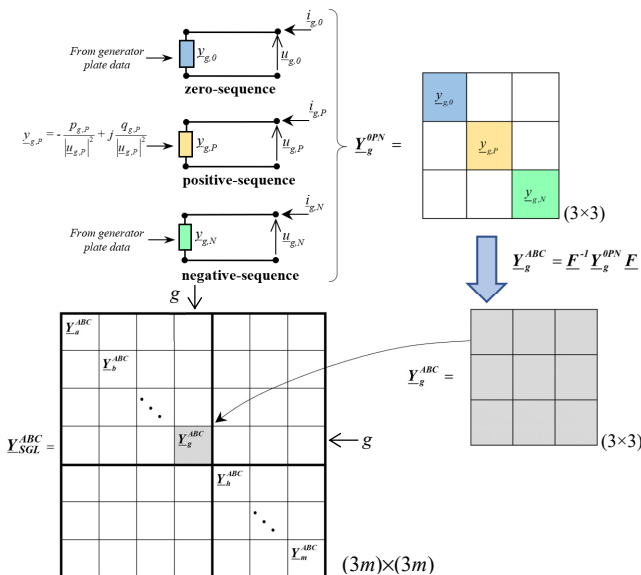 i_g,0
From generator
plate data
y_g,0
u_g,0
zero-sequence
i_g,P
y_g,P = - p_g,P / |u_g,P|² + j q_g,P / |u_g,P|²
y_g,P
u_g,P
positive-sequence
i_g,N
From generator
plate data
y_g,N
u_g,N
negative-sequence
Y_g^0PN =
y_g,0
y_g,P
y_g,N
(3×3)
Y_g^ABC = F^-1 Y_g^0PN F
Y_g^ABC =
(3×3)
g
Y_a^ABC
Y_b^ABC
Y_SGL^ABC =
Y_g^ABC
g
Y_h^ABC
Y_m^ABC
(3m)×(3m)